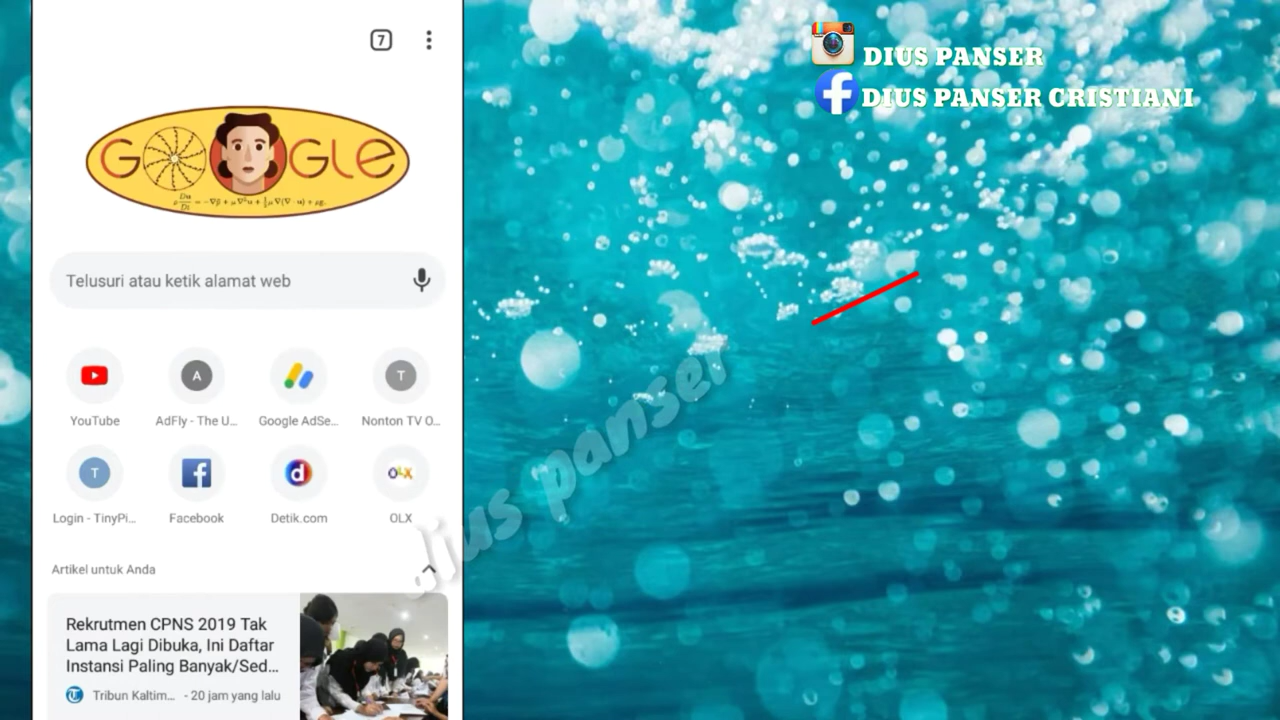 7
DIUS PANSER
DIUS PANSER CRISTIANI
GOOGLE
Telusuri atau ketik alamat web
YouTube
AdFly - The U...
Google AdSe...
Nonton TV O...
Login - TinyPi...
Facebook
Detik.com
OLX
dius panser
Artikel untuk Anda
Rekrutmen CPNS 2019 Tak
Lama Lagi Dibuka, Ini Daftar
Instansi Paling Banyak/Sed...
Tribun Kaltim... - 20 jam yang lalu